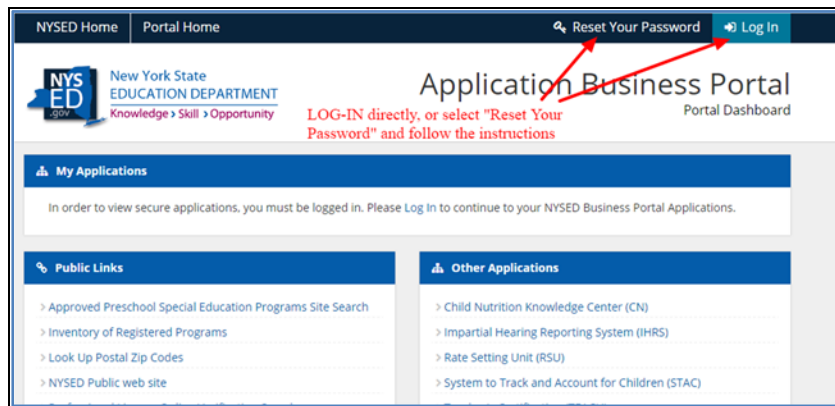 NYSED Home
Portal Home
Reset Your Password
Log In
NYS
ED
.gov
New York State
EDUCATION DEPARTMENT
Knowledge > Skill > Opportunity
Application Business Portal
Portal Dashboard
LOG-IN directly, or select "Reset Your
Password" and follow the instructions
My Applications
In order to view secure applications, you must be logged in. Please Log In to continue to your NYSED Business Portal Applications.
Public Links
> Approved Preschool Special Education Programs Site Search
> Inventory of Registered Programs
> Look Up Postal Zip Codes
> NYSED Public web site
Other Applications
> Child Nutrition Knowledge Center (CN)
> Impartial Hearing Reporting System (IHRS)
> Rate Setting Unit (RSU)
> System to Track and Account for Children (STAC)